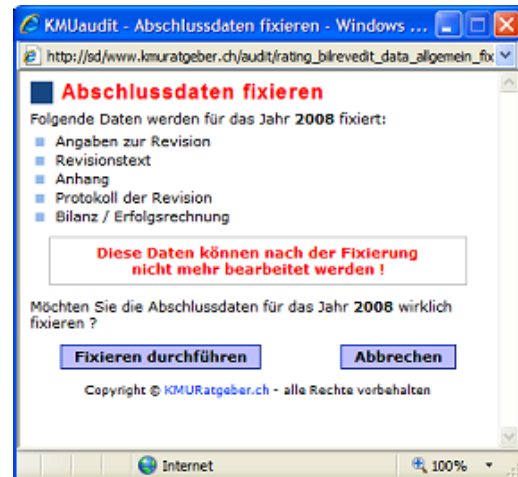 KMUaudit - Abschlussdaten fixieren - Windows ...
http://sd/www.kmuratgeber.ch/audit/rating_bilrevedit_data_allgemein_fix
Abschlussdaten fixieren
Folgende Daten werden für das Jahr 2008 fixiert:
Angaben zur Revision
Revisionstext
Anhang
Protokoll der Revision
Bilanz / Erfolgsrechnung
Diese Daten können nach der Fixierung
nicht mehr bearbeitet werden !
Möchten Sie die Abschlussdaten für das Jahr 2008 wirklich
fixieren ?
Fixieren durchführen Abbrechen
Copyright © KMURatgeber.ch - alle Rechte vorbehalten
Internet 100%